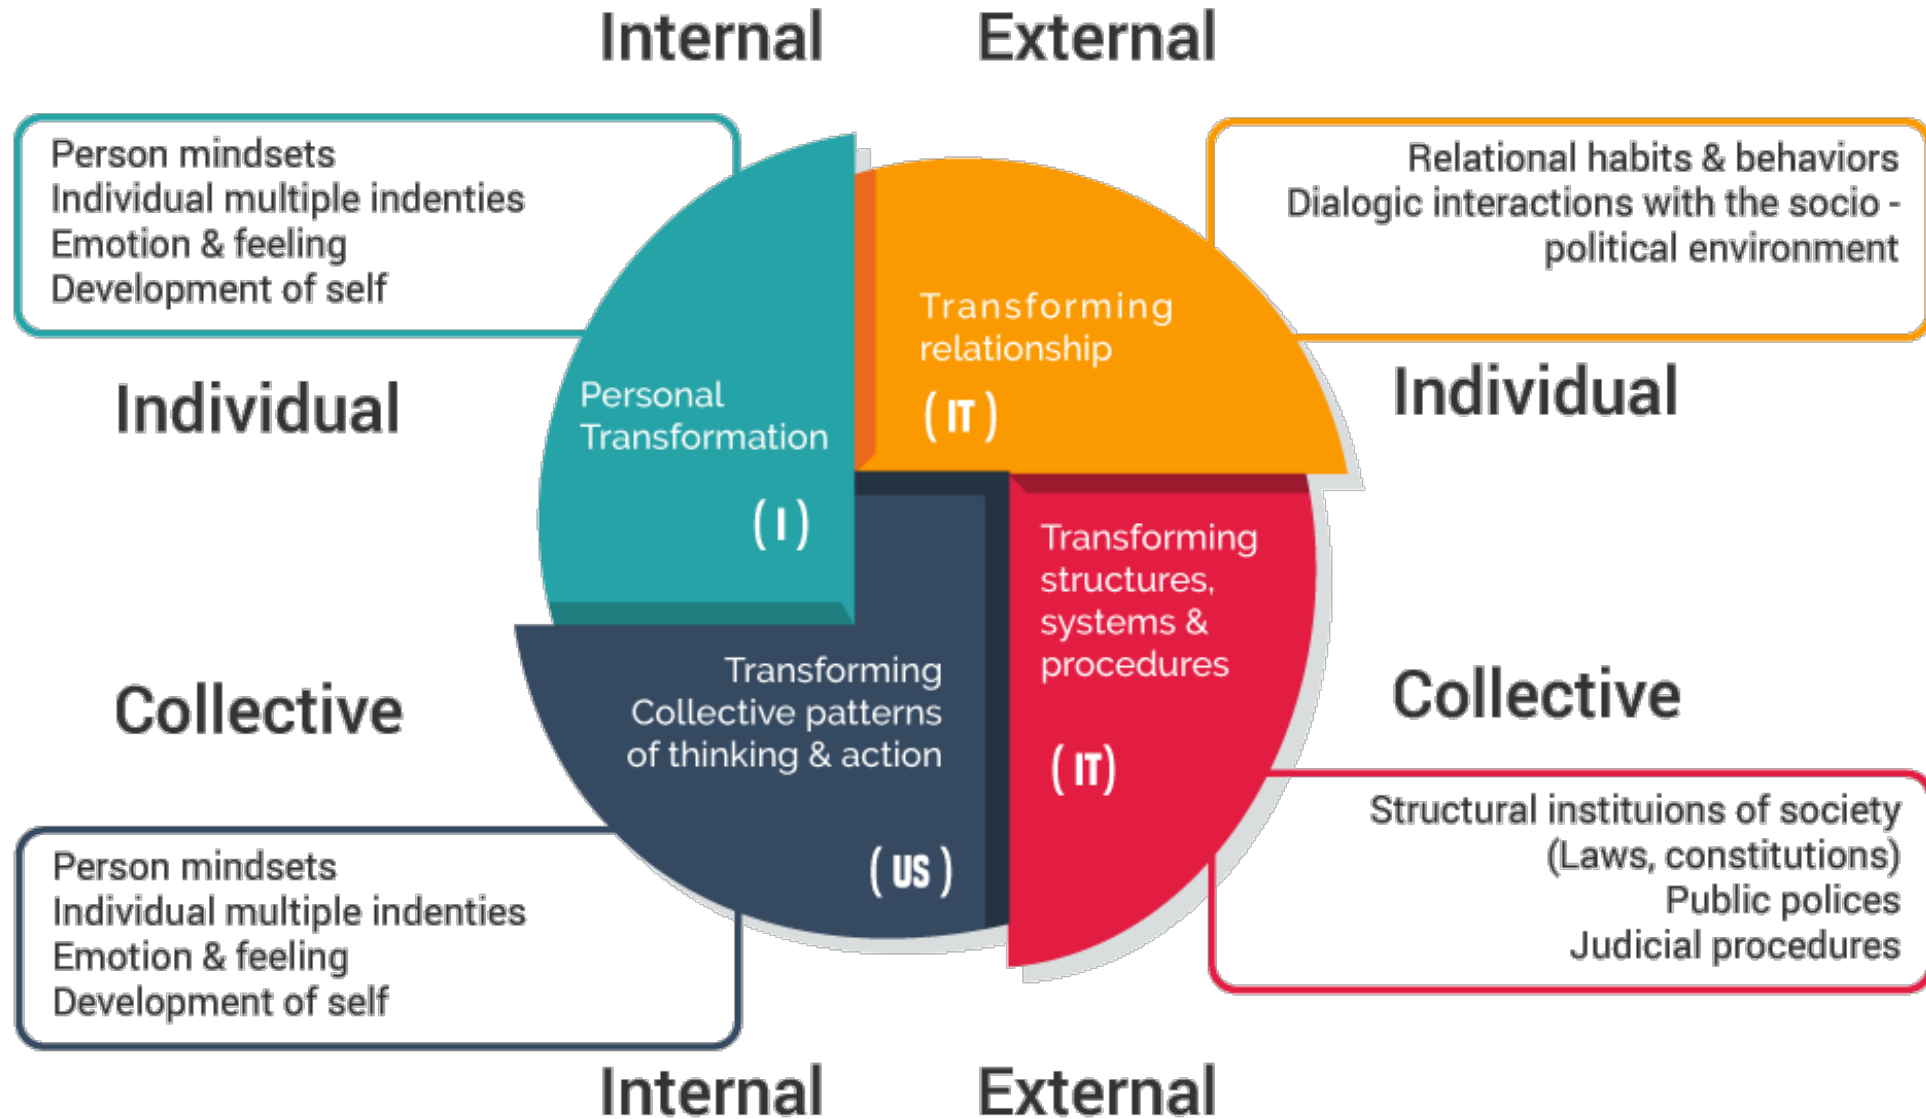 Internal External
Person mindsets
Individual multiple indenties
Emotion & feeling
Development of self
Relational habits & behaviors
Dialogic interactions with the socio -
political environment
Individual
Individual
Personal
Transformation
( I )
Transforming
relationship
( IT )
Transforming
structures,
systems &
procedures
( IT)
Transforming
Collective patterns
of thinking & action
( US )
Collective
Collective
Person mindsets
Individual multiple indenties
Emotion & feeling
Development of self
Structural instituions of society
(Laws, constitutions)
Public polices
Judicial procedures
Internal External